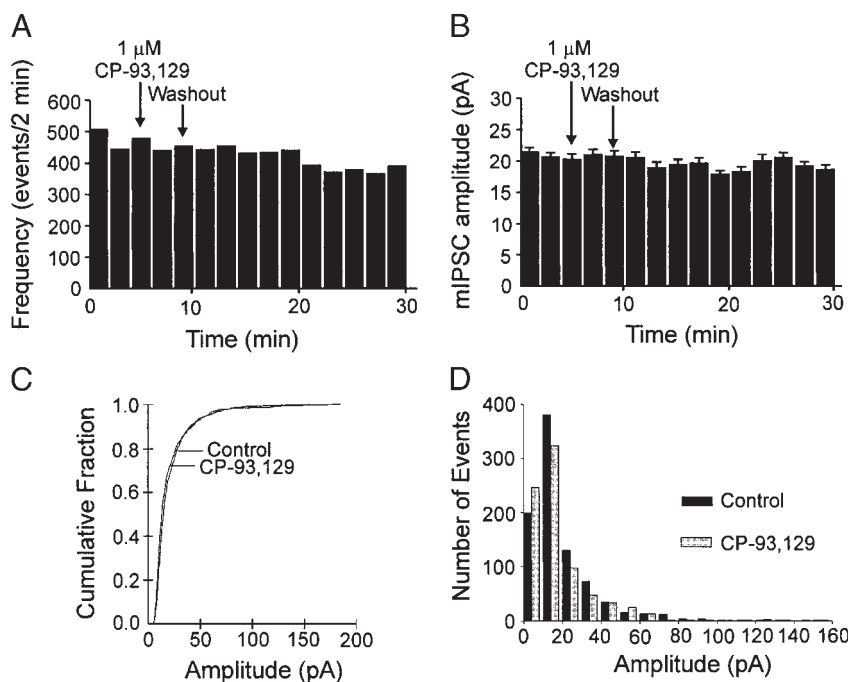 A
1 μM
CP-93,129
Washout
Frequency (events/2 min)
600
500
400
300
200
100
0
0
10
20
30
Time (min)
B
1 μM
CP-93,129
Washout
mIPSC amplitude (pA)
30
25
20
15
10
5
0
0
10
20
30
Time (min)
C
Cumulative Fraction
1.0
0.8
0.6
0.4
0.2
0.0
Control
CP-93,129
0
50
100
150
200
Amplitude (pA)
D
Number of Events
400
300
200
100
0
Control
CP-93,129
0
20
40
60
80
100
120
140
160
Amplitude (pA)